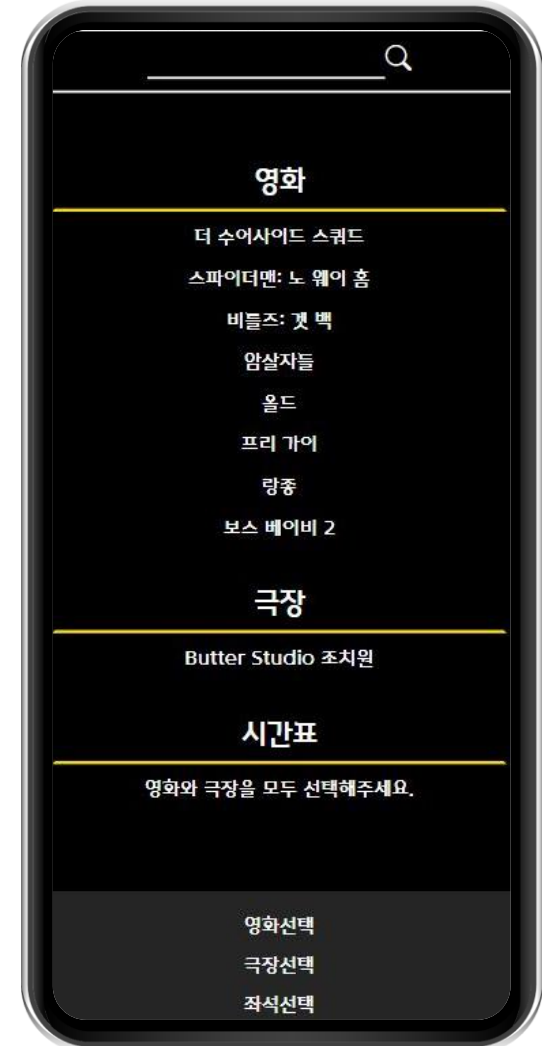 영화
더 수어사이드 스쿼드
스파이더맨: 노 웨이 홈
비틀즈: 겟 백
암살자들
올드
프리 가이
랑종
보스 베이비 2
극장
Butter Studio 조치원
시간표
영화와 극장을 모두 선택해주세요.
영화선택
극장선택
좌석선택